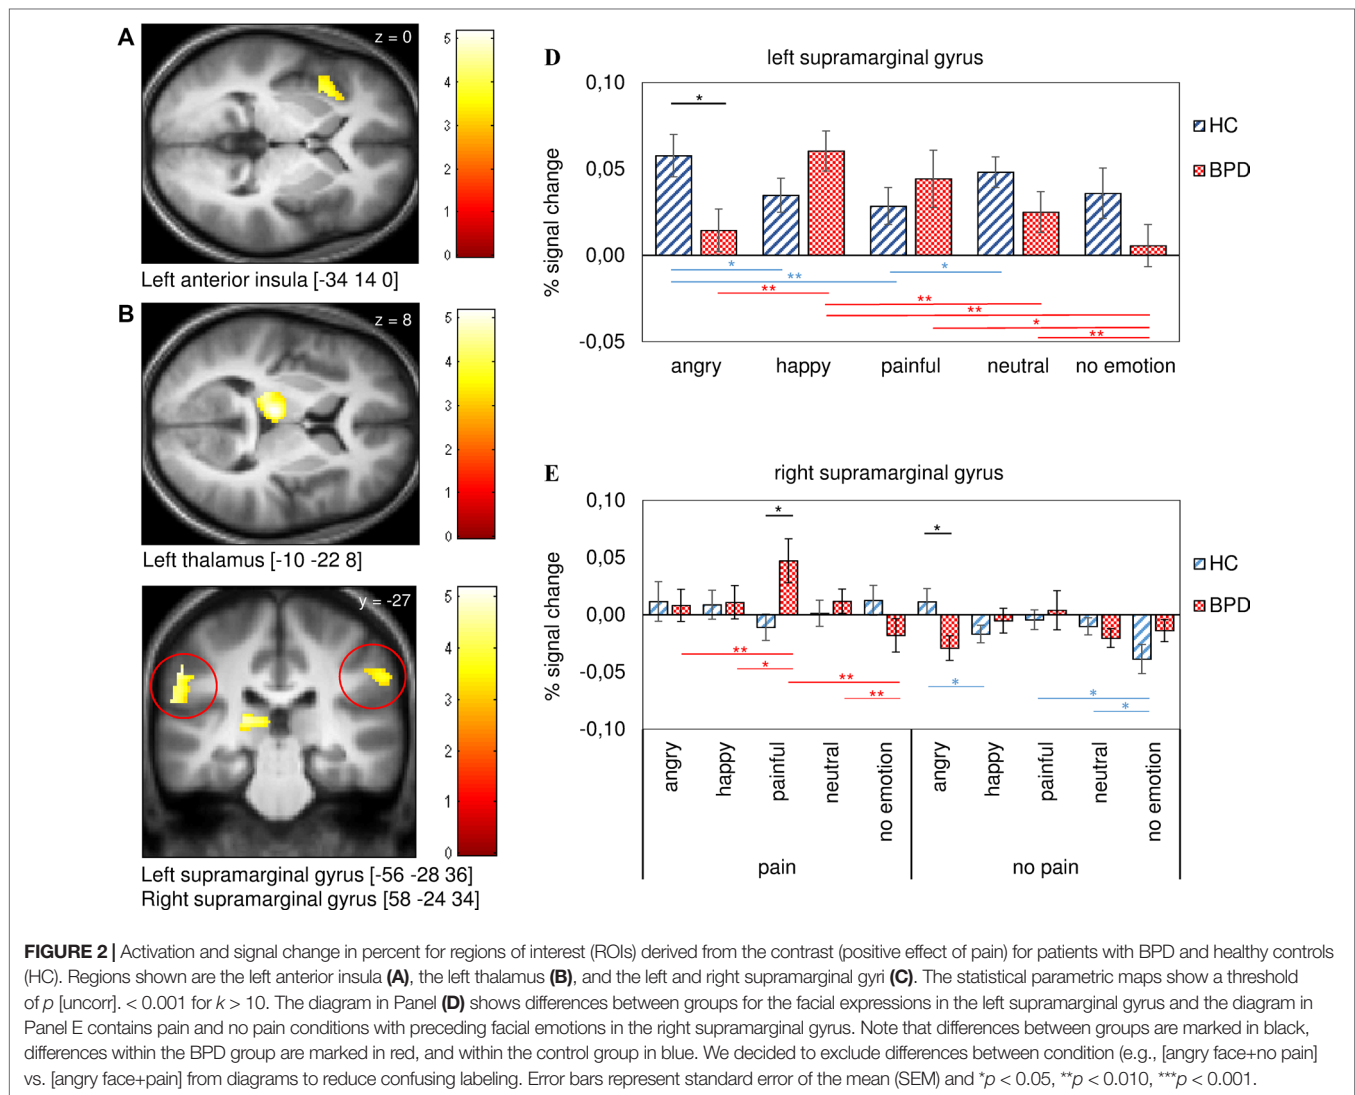 A
z = 0
5
4
3
2
1
0
Left anterior insula [-34 14 0]
B
z = 8
5
4
3
2
1
0
Left thalamus [-10 -22 8]
y = -27
5
4
3
2
1
0
Left supramarginal gyrus [-56 -28 36]
Right supramarginal gyrus [58 -24 34]
D
left supramarginal gyrus
% signal change
0,10
0,05
0,00
-0,05
*
* 
**
*
**
**
**
*
**
angry happy painful neutral no emotion
HC
BPD
E
right supramarginal gyrus
% signal change
0,10
0,05
0,00
-0,05
-0,10
*
*
**
*
**
**
*
*
*
angry happy painful neutral no emotion angry happy painful neutral no emotion
pain no pain
HC
BPD
FIGURE 2 | Activation and signal change in percent for regions of interest (ROIs) derived from the contrast (positive effect of pain) for patients with BPD and healthy controls
(HC). Regions shown are the left anterior insula (A), the left thalamus (B), and the left and right supramarginal gyri (C). The statistical parametric maps show a threshold
of p [uncorr]. < 0.001 for k > 10. The diagram in Panel (D) shows differences between groups for the facial expressions in the left supramarginal gyrus and the diagram in
Panel E contains pain and no pain conditions with preceding facial emotions in the right supramarginal gyrus. Note that differences between groups are marked in black,
differences within the BPD group are marked in red, and within the control group in blue. We decided to exclude differences between condition (e.g., [angry face+no pain]
vs. [angry face+pain] from diagrams to reduce confusing labeling. Error bars represent standard error of the mean (SEM) and *p < 0.05, **p < 0.010, ***p < 0.001.